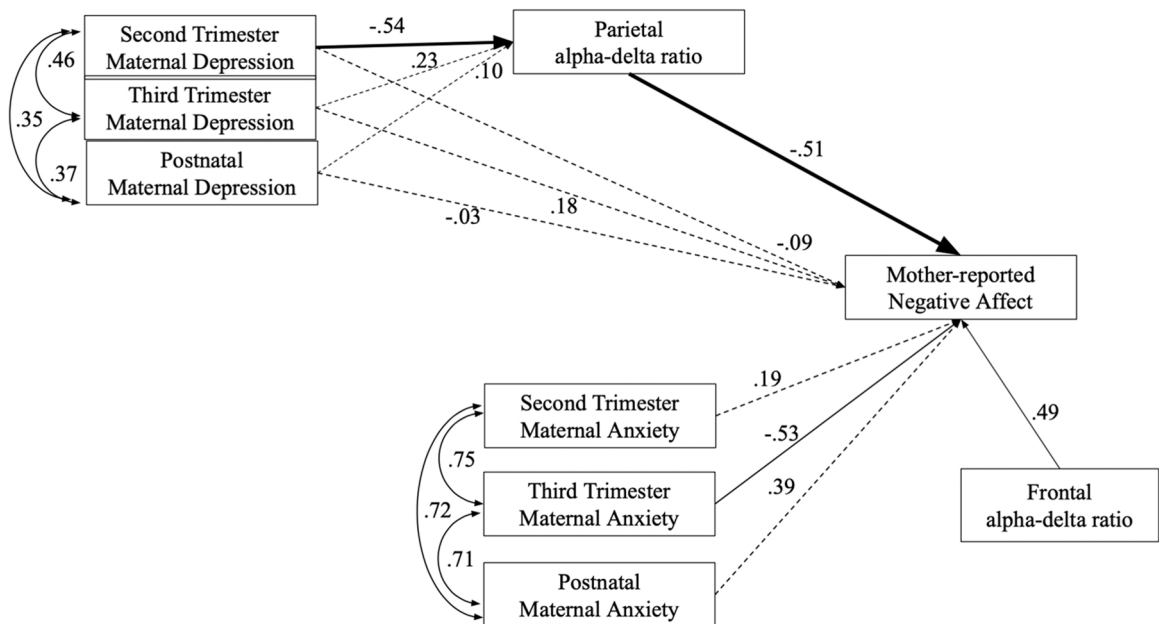 Second Trimester
Maternal Depression
Third Trimester
Maternal Depression
Postnatal
Maternal Depression
.46
.35
.37
-.54
.23
.10
Parietal
alpha-delta ratio
-.51
-.03
.18
-.09
Mother-reported
Negative Affect
Second Trimester
Maternal Anxiety
Third Trimester
Maternal Anxiety
Postnatal
Maternal Anxiety
.75
.72
.71
.19
-.53
.39
.49
Frontal
alpha-delta ratio